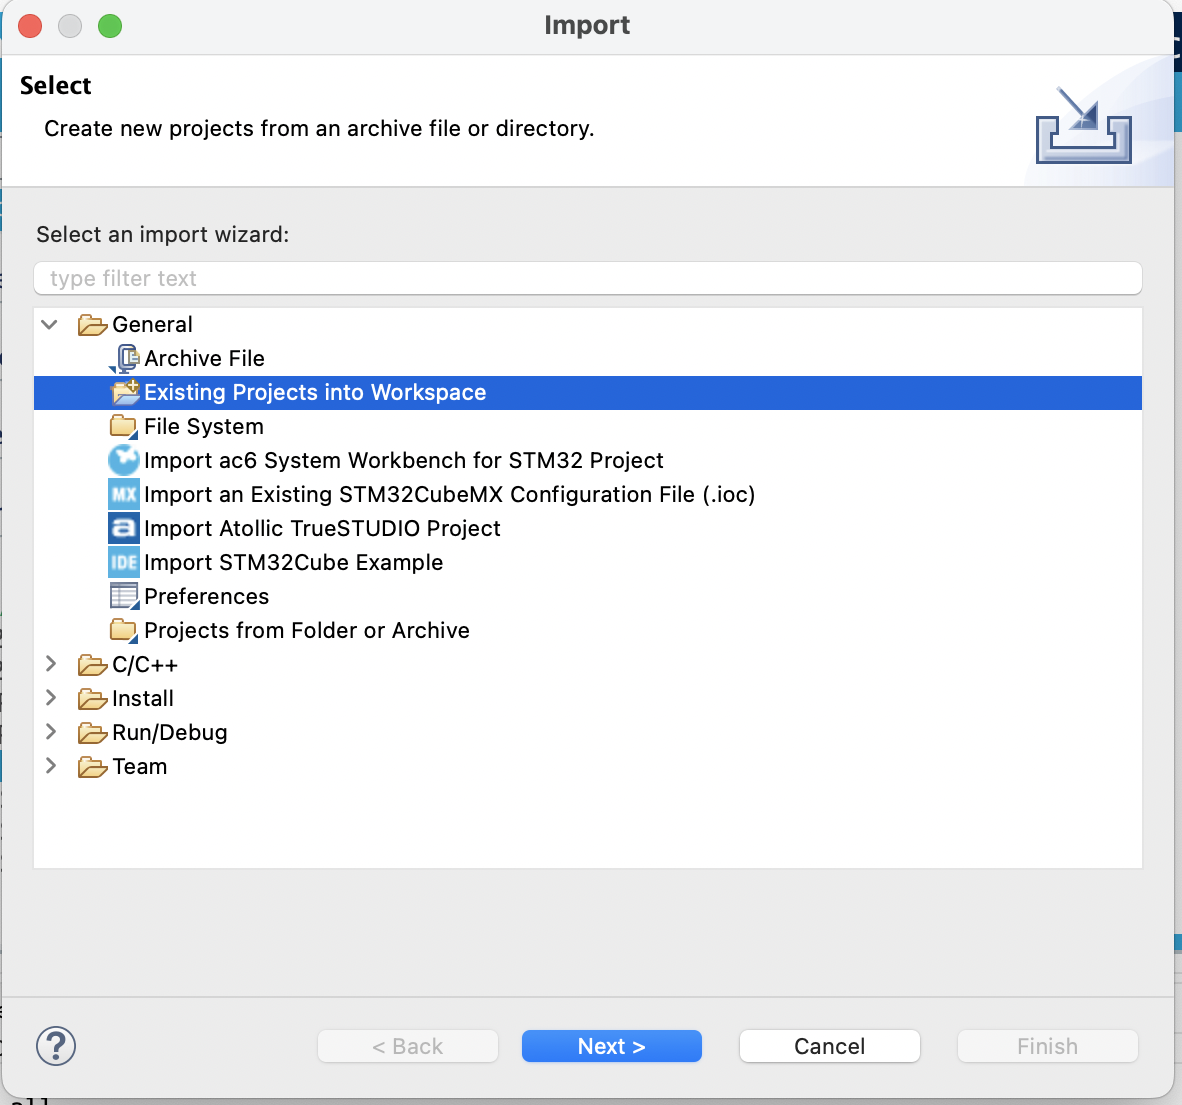 Import
Select
Create new projects from an archive file or directory.
Select an import wizard:
type filter text
General
Archive File
Existing Projects into Workspace
File System
Import ac6 System Workbench for STM32 Project
MX Import an Existing STM32CubeMX Configuration File (.ioc)
a Import Atollic TrueSTUDIO Project
IDE Import STM32Cube Example
Preferences
Projects from Folder or Archive
C/C++
Install
Run/Debug
Team
? < Back Next > Cancel Finish